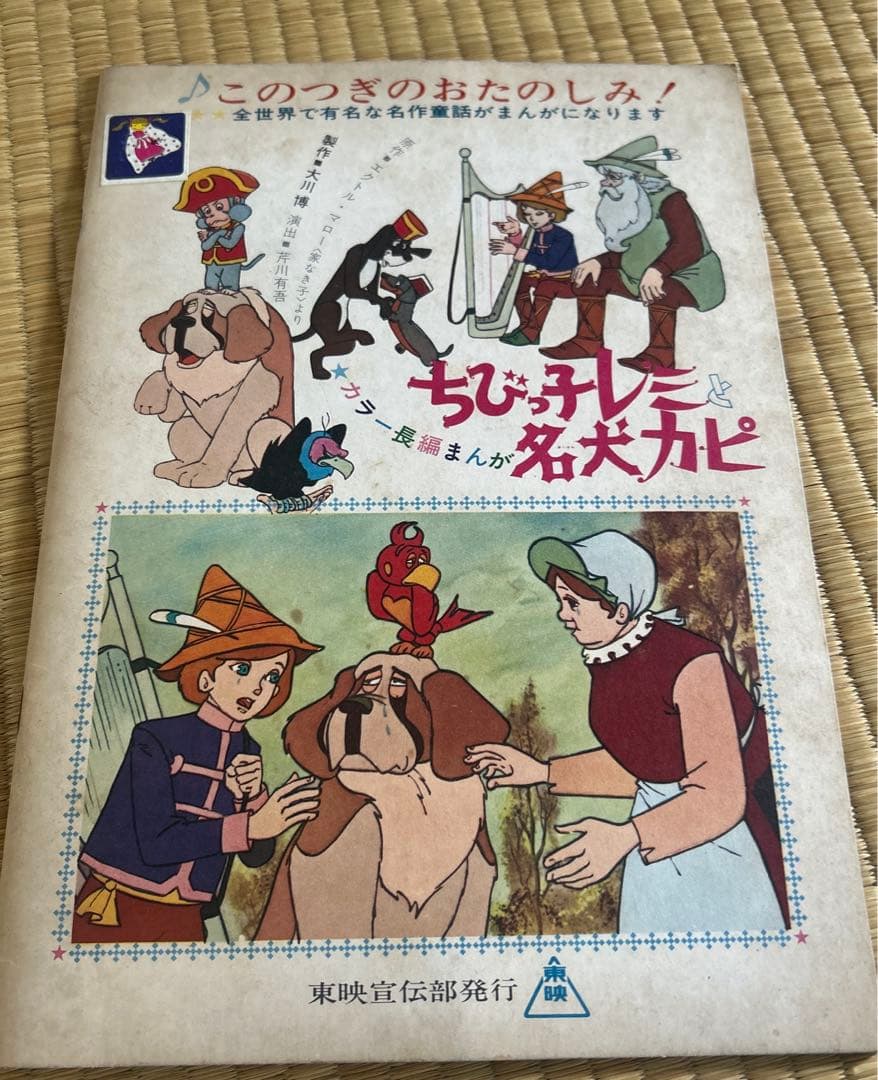 ♪このつぎのおたのしみ!
★★全世界で有名な名作童話がまんがになります
原作■エクトル・マロー〈家なき子〉より
製作■大川 博 演出■芹川有吾
★カラー長編まんが
ちびっ子レミと
名犬カピ
東映宣伝部発行
東映